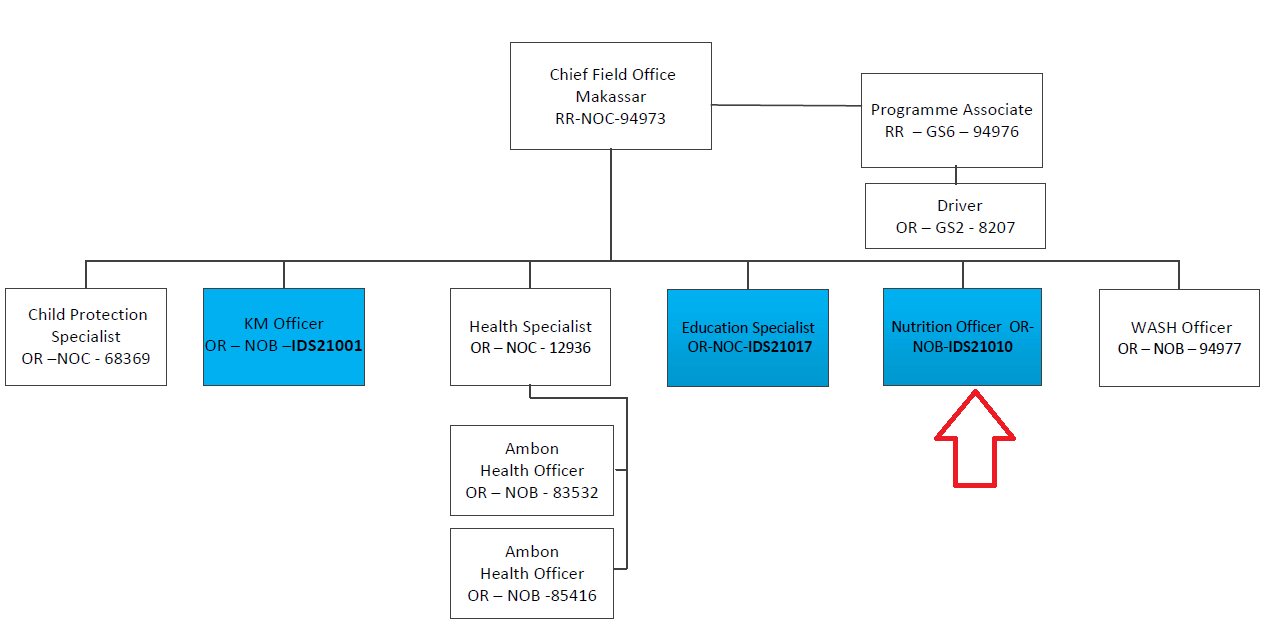 Chief Field Office
Makassar
RR-NOC-94973
Programme Associate
RR – GS6 – 94976
Driver
OR – GS2 - 8207
Child Protection
Specialist
OR –NOC - 68369
KM Officer
OR – NOB –IDS21001
Health Specialist
OR – NOC - 12936
Education Specialist
OR-NOC-IDS21017
Nutrition Officer OR-
NOB-IDS21010
WASH Officer
OR – NOB – 94977
Ambon
Health Officer
OR – NOB - 83532
Ambon
Health Officer
OR – NOB -85416